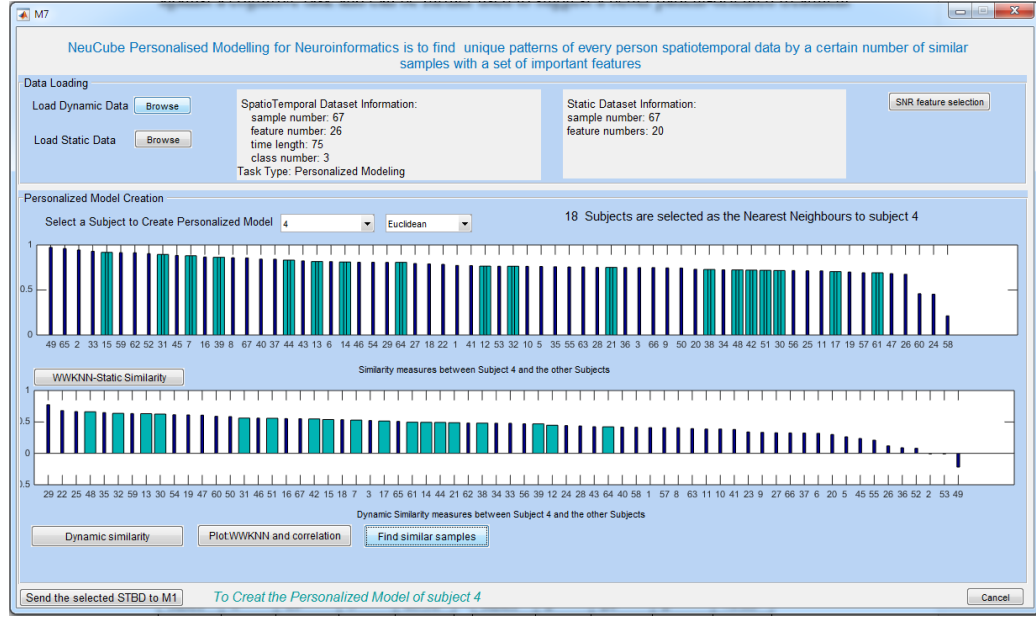 M7
NeuCube Personalised Modelling for Neuroinformatics is to find unique patterns of every person spatiotemporal data by a certain number of similar
samples with a set of important features
Data Loading
Load Dynamic Data Browse
Load Static Data Browse
SpatioTemporal Dataset Information:
sample number: 67
feature number: 26
time length: 75
class number: 3
Task Type: Personalized Modeling
Static Dataset Information:
sample number: 67
feature numbers: 20
SNR feature selection
Personalized Model Creation
Select a Subject to Create Personalized Model 4 Euclidean
18 Subjects are selected as the Nearest Neighbours to subject 4
1
0.5
0
49 65 2 33 15 59 62 52 31 45 7 16 39 8 67 40 37 44 43 13 6 14 46 54 29 64 27 18 22 1 41 12 53 32 10 5 35 55 63 28 21 36 3 66 9 50 20 38 34 48 42 51 30 56 25 11 17 19 57 61 47 26 60 24 58
WWKNN-Static Similarity
Similarity measures between Subject 4 and the other Subjects
1
0.5
0
0.5
29 22 25 48 35 32 59 13 30 54 19 47 60 50 31 46 51 16 67 42 15 18 7 3 17 65 61 14 44 21 62 38 34 33 56 39 12 24 28 43 64 40 58 1 57 8 63 11 10 41 23 9 27 66 37 6 20 5 45 55 26 36 52 2 53 49
Dynamic Similarity measures between Subject 4 and the other Subjects
Dynamic similarity
Plot:WWKNN and correlation
Find similar samples
Send the selected STBD to M1
To Creat the Personalized Model of subject 4
Cancel